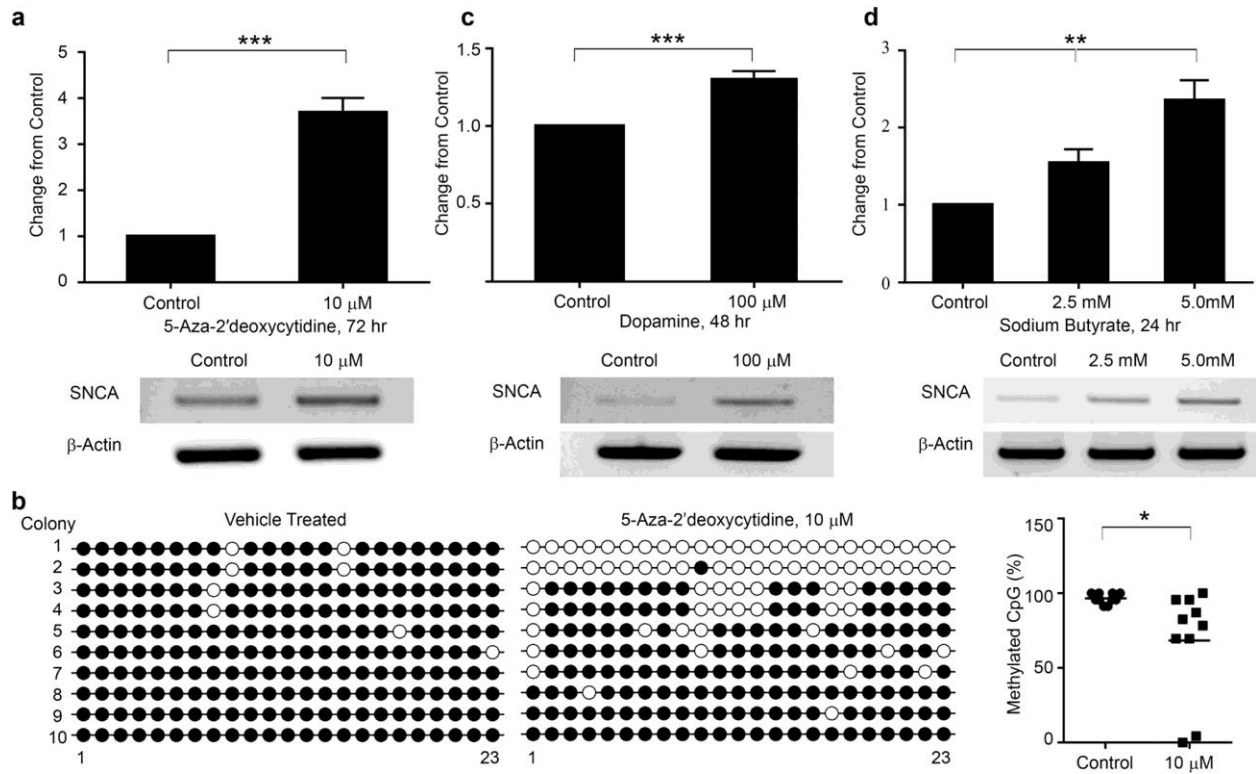 a
***
5
4
3
2
1
0
Change from Control
Control
10 μM
5-Aza-2'deoxycytidine, 72 hr
Control 10 μM
SNCA
β-Actin
c
***
1.5
1.0
0.5
Change from Control
Control
100 μM
Dopamine, 48 hr
Control 100 μM
SNCA
β-Actin
d
**
3
2
1
0
Change from Control
Control
2.5 mM
5.0mM
Sodium Butyrate, 24 hr
Control 2.5 mM 5.0mM
SNCA
β-Actin
b
Colony
Vehicle Treated
1
2
3
4
5
6
7
8
9
10
1 23
5-Aza-2'deoxycytidine, 10 μM
1 23
*
150
100
50
0
Methylated CpG (%)
Control
10 μM